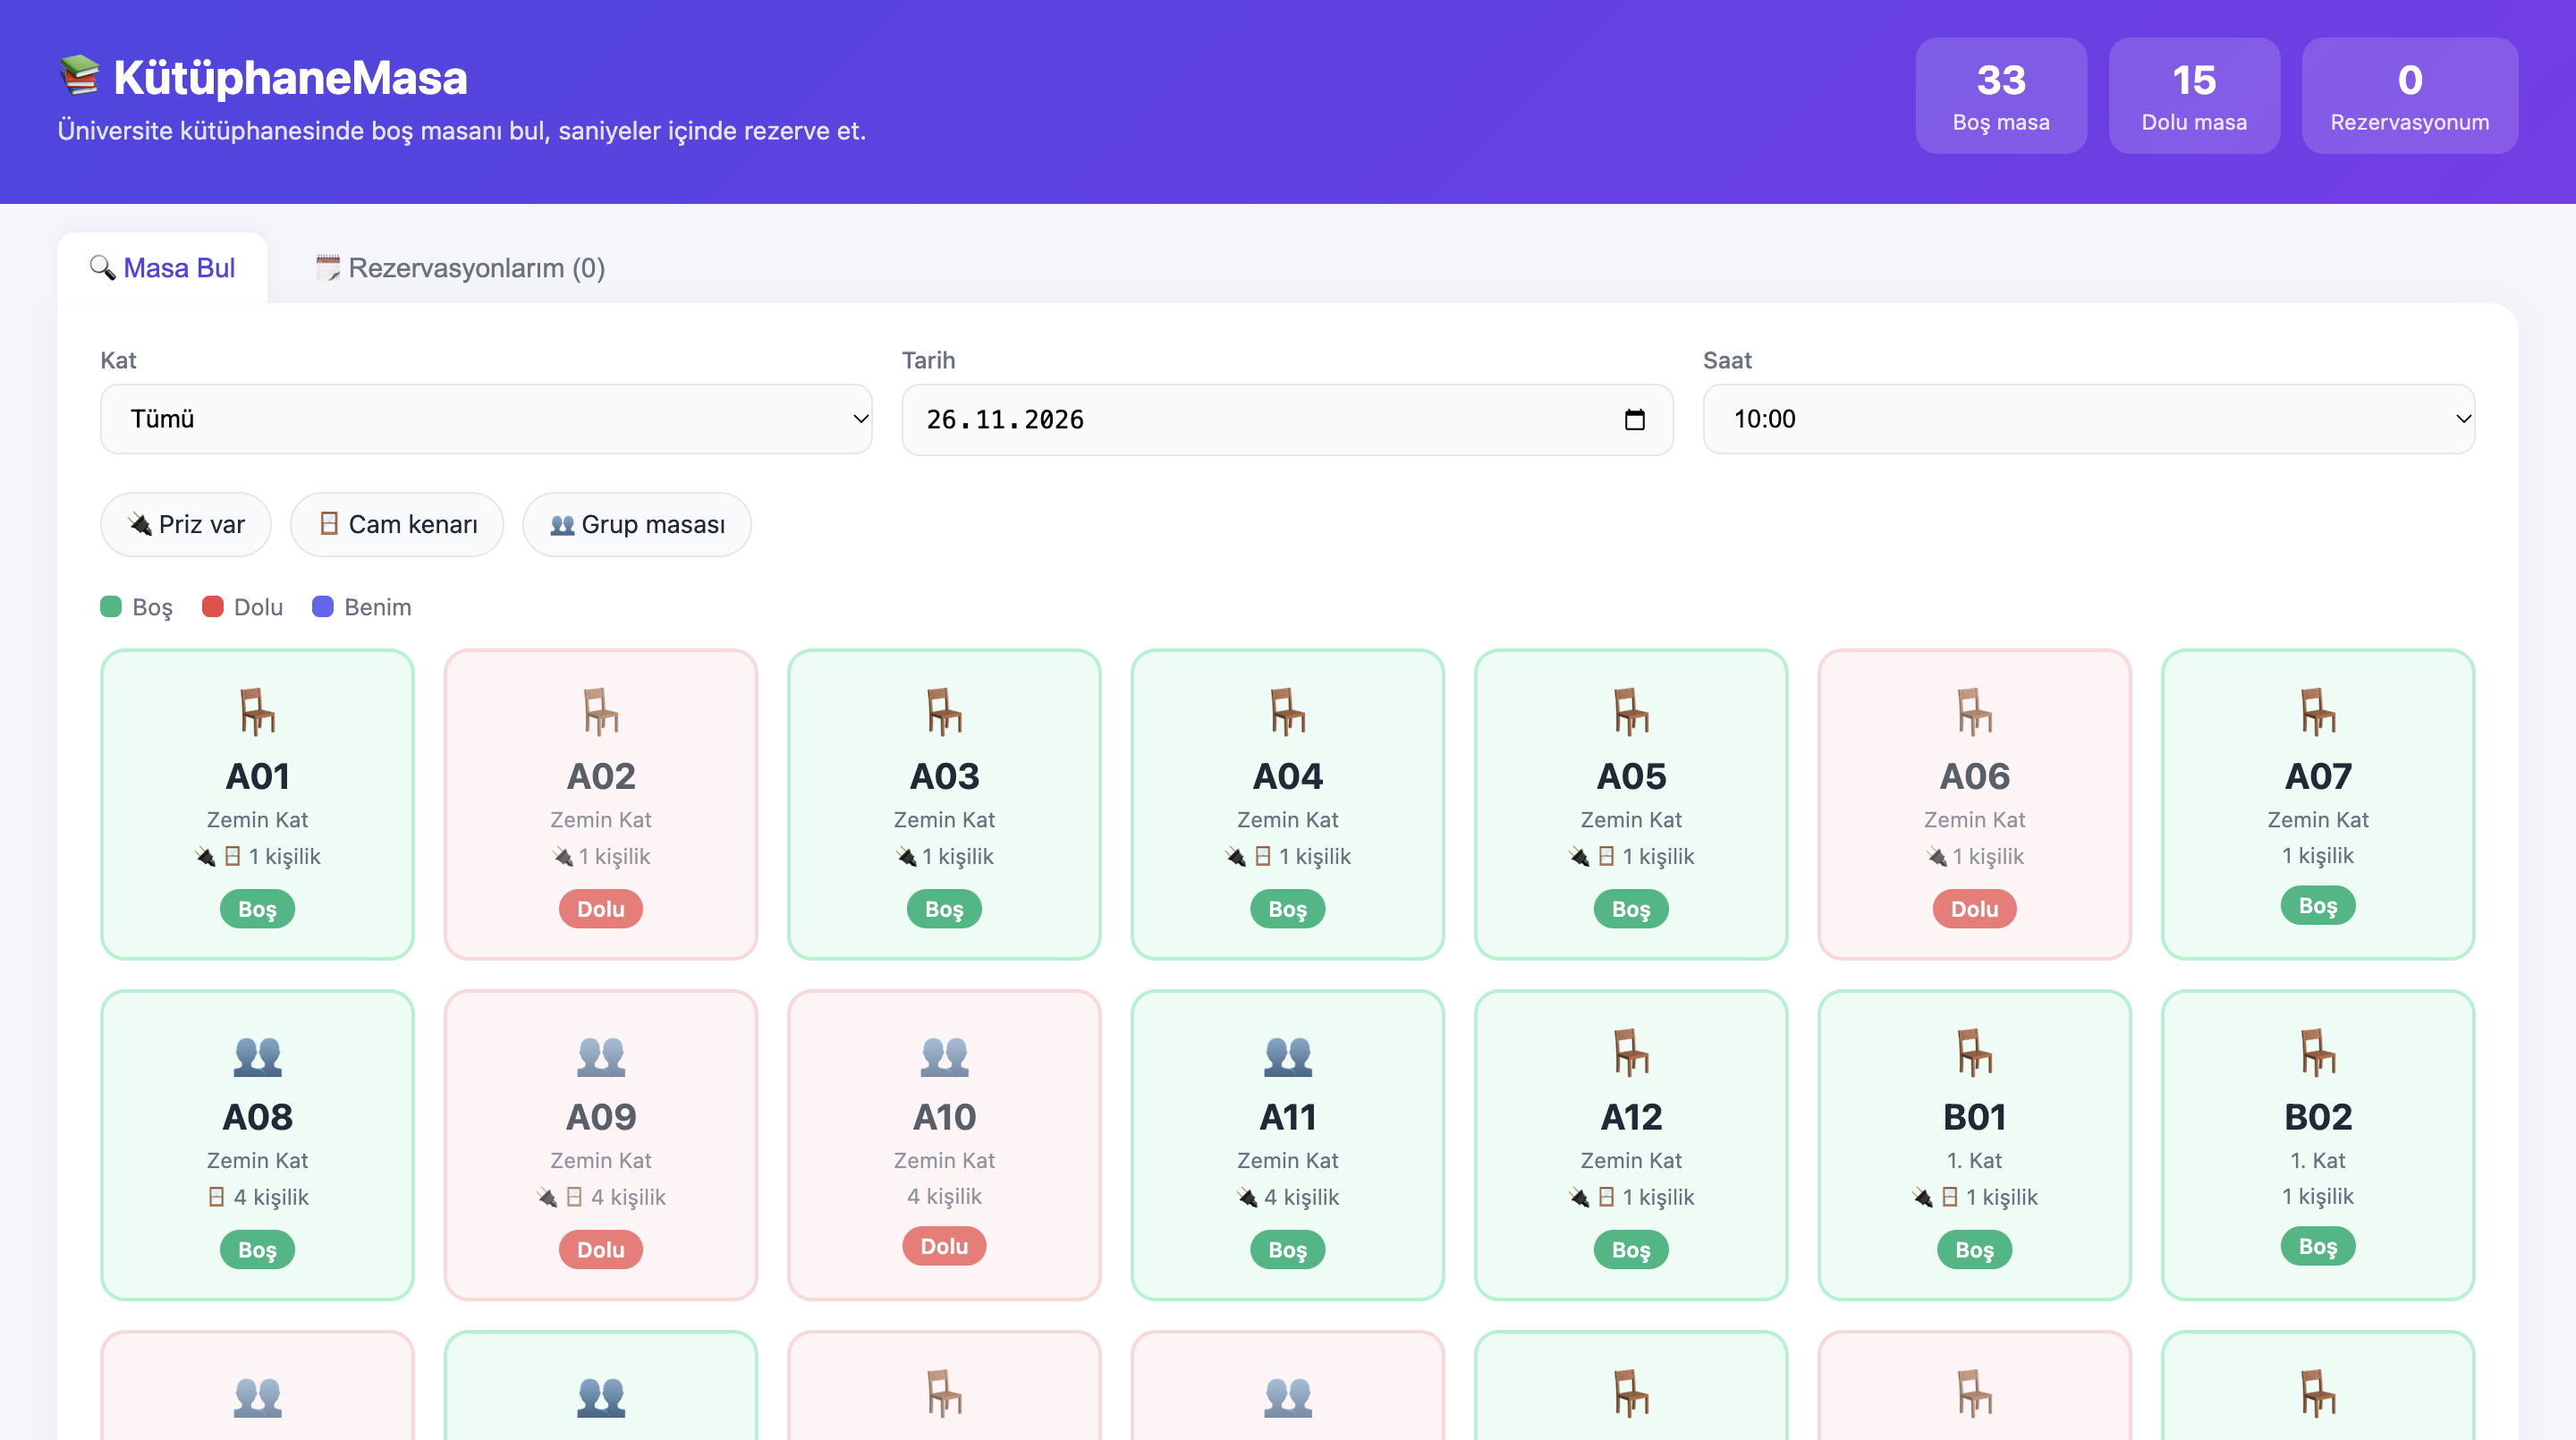 📚 KütüphaneMasa
Üniversite kütüphanesinde boş masanı bul, saniyeler içinde rezerve et.
33
Boş masa
15
Dolu masa
0
Rezervasyonum
🔍 Masa Bul
🗓️ Rezervasyonlarım (0)
Kat
Tarih
Saat
Tümü
26.11.2026
10:00
🔌 Priz var
🪟 Cam kenarı
👥 Grup masası
Boş
Dolu
Benim
A01
Zemin Kat
🔌 🪟 1 kişilik
Boş
A02
Zemin Kat
🔌 1 kişilik
Dolu
A03
Zemin Kat
🔌 1 kişilik
Boş
A04
Zemin Kat
🔌 🪟 1 kişilik
Boş
A05
Zemin Kat
🔌 🪟 1 kişilik
Boş
A06
Zemin Kat
🔌 1 kişilik
Dolu
A07
Zemin Kat
1 kişilik
Boş
A08
Zemin Kat
🪟 4 kişilik
Boş
A09
Zemin Kat
🔌 🪟 4 kişilik
Dolu
A10
Zemin Kat
4 kişilik
Dolu
A11
Zemin Kat
🔌 4 kişilik
Boş
A12
Zemin Kat
🔌 🪟 1 kişilik
Boş
B01
1. Kat
🔌 🪟 1 kişilik
Boş
B02
1. Kat
1 kişilik
Boş